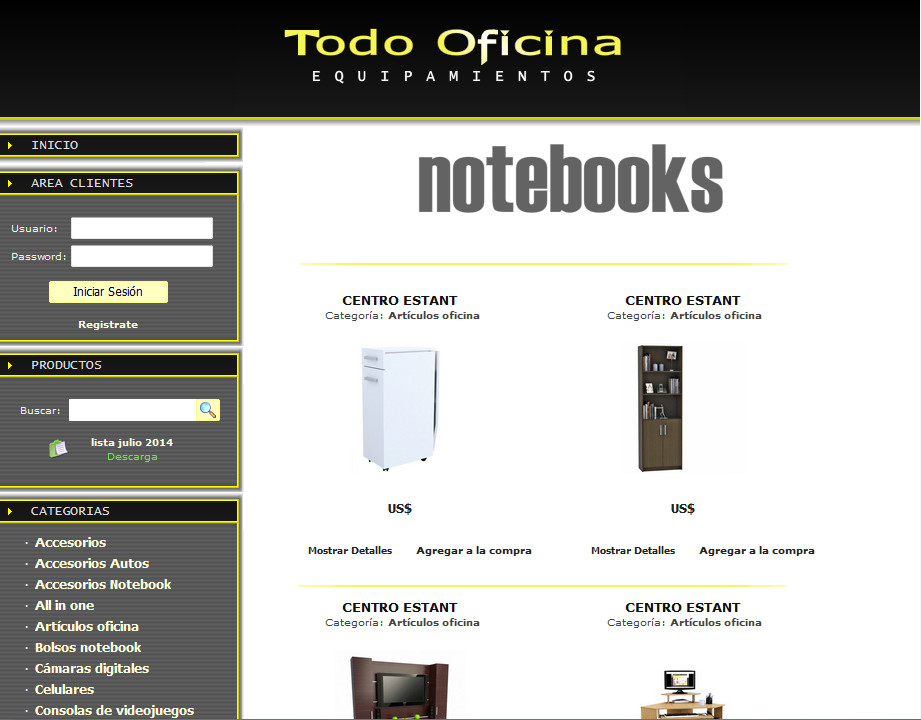 Todo Oficina
EQUIPAMIENTOS
INICIO
AREA CLIENTES
Usuario:
Password:
Iniciar Sesión
Registrate
PRODUCTOS
Buscar:
lista julio 2014
Descarga
CATEGORIAS
· Accesorios
· Accesorios Autos
· Accesorios Notebook
· All in one
· Artículos oficina
· Bolsos notebook
· Cámaras digitales
· Celulares
· Consolas de videojuegos
notebooks
CENTRO ESTANT
Categoría: Artículos oficina
US$
Mostrar Detalles Agregar a la compra
CENTRO ESTANT
Categoría: Artículos oficina
US$
Mostrar Detalles Agregar a la compra
CENTRO ESTANT
Categoría: Artículos oficina
CENTRO ESTANT
Categoría: Artículos oficina